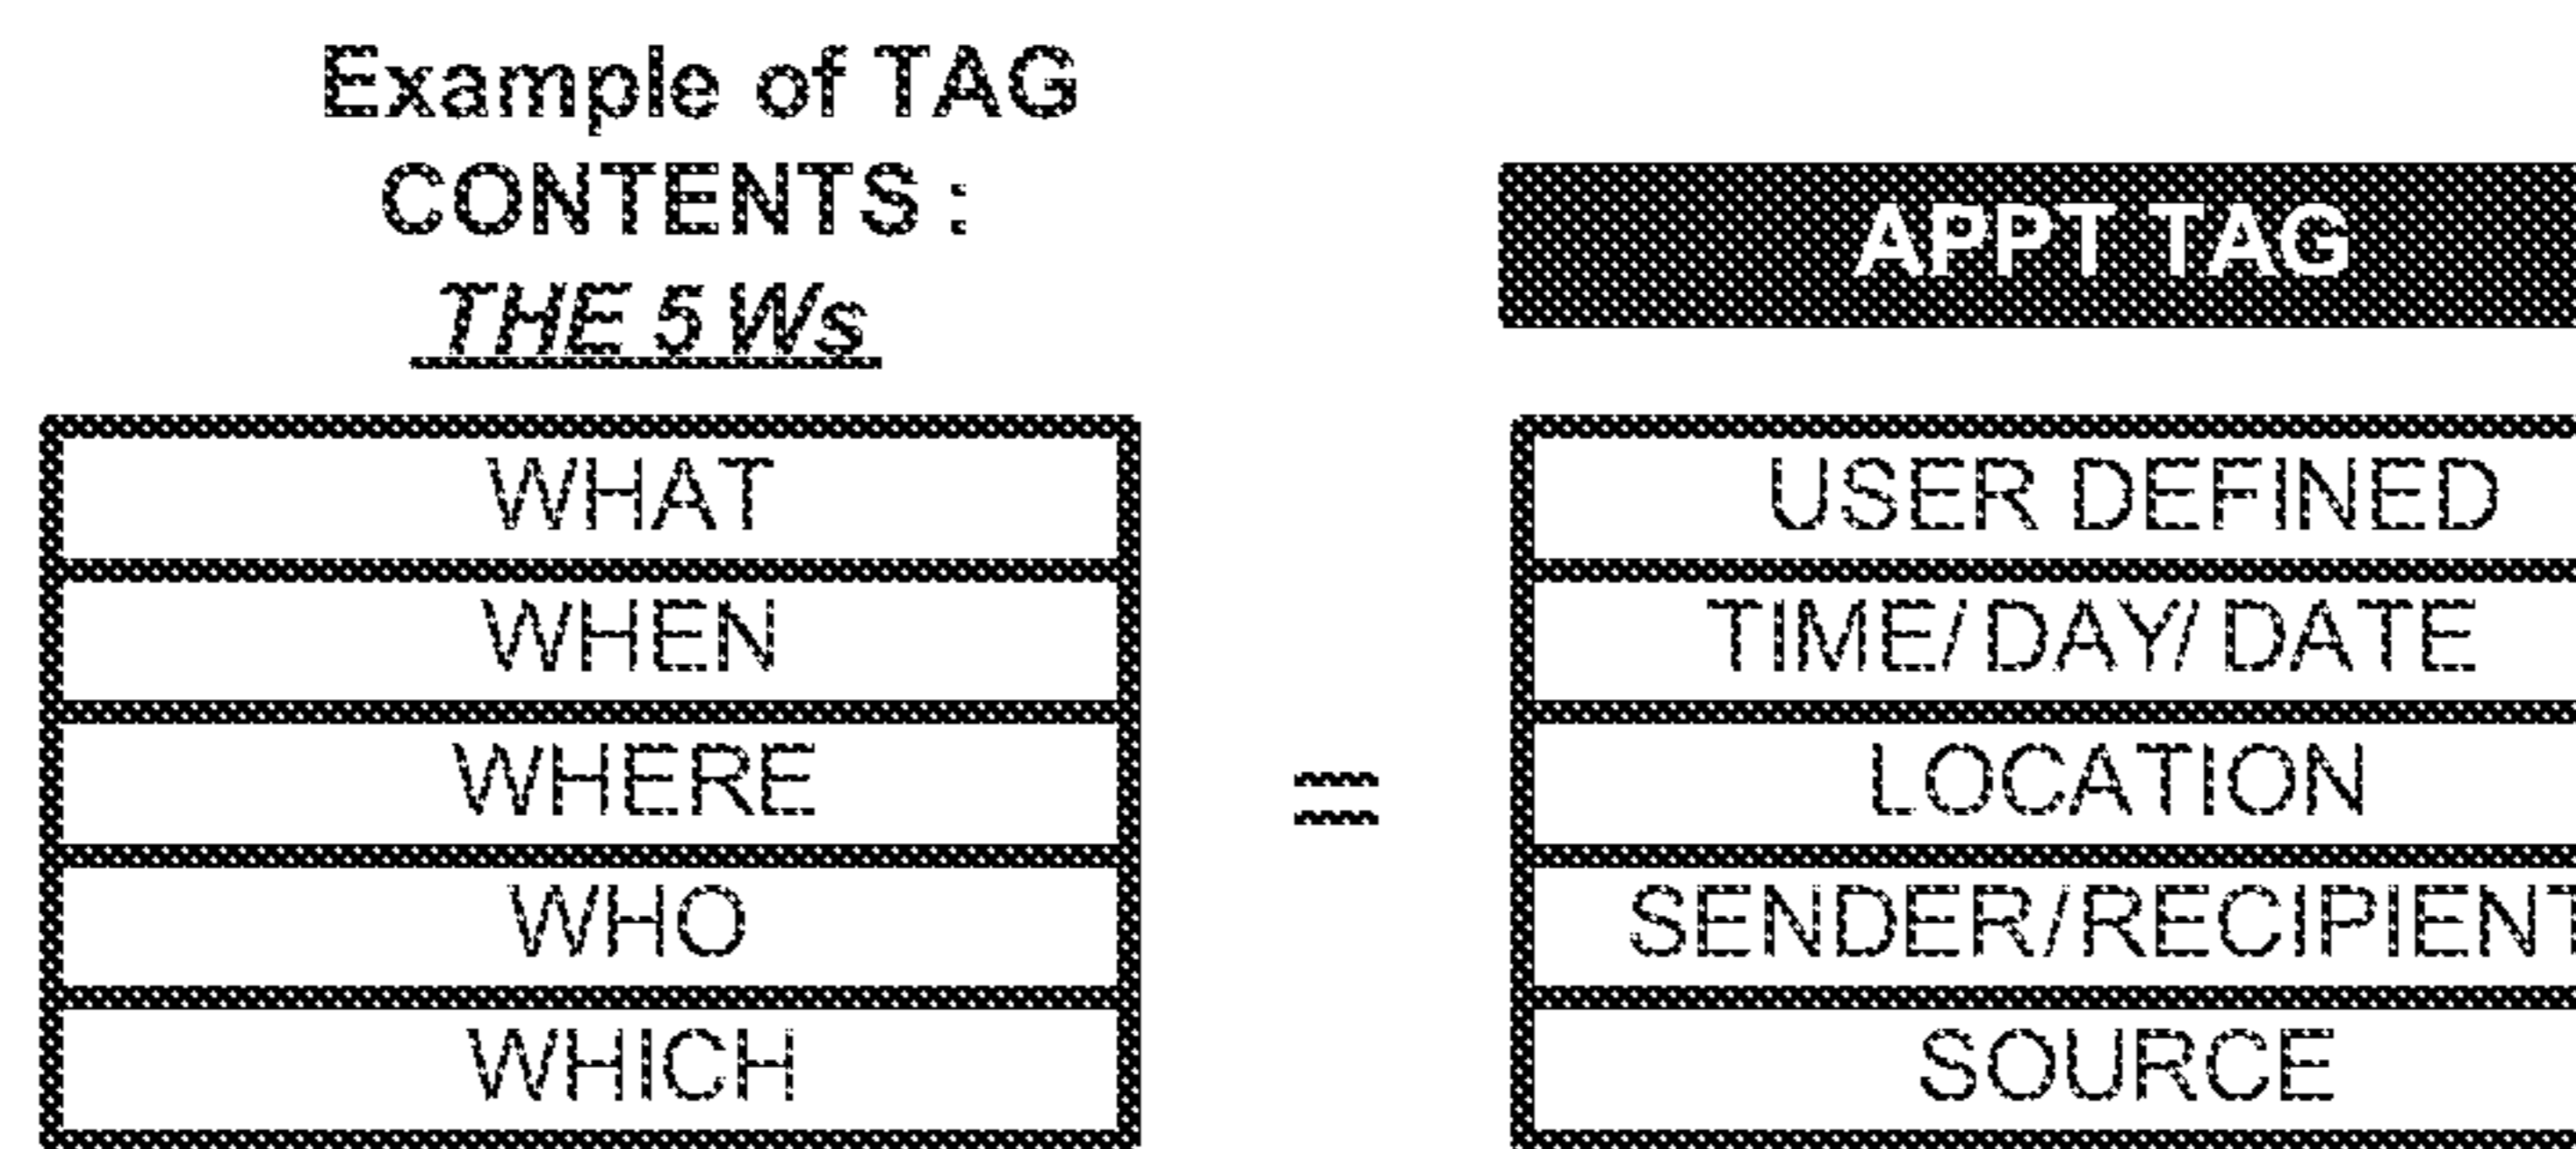 Example of TAG
CONTENTS :
THE 5 Ws
WHAT
WHEN
WHERE
WHO
WHICH
=
APPT TAG
USER DEFINED
TIME/ DAY/ DATE
LOCATION
SENDER/RECIPIENT
SOURCE